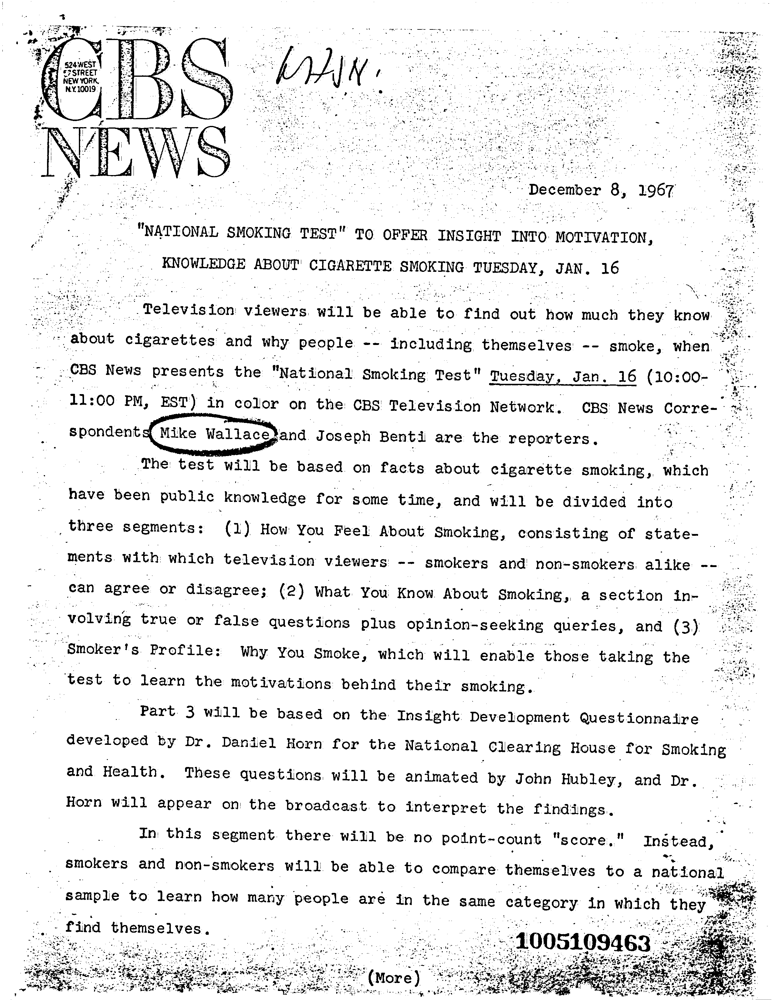 CBS
NEWS
524 WEST
57 STREET
NEW YORK,
N.Y. 10019
December 8, 1967
"NATIONAL SMOKING TEST" TO OFFER INSIGHT INTO MOTIVATION,
KNOWLEDGE ABOUT CIGARETTE SMOKING TUESDAY, JAN. 16
Television viewers will be able to find out how much they know
about cigarettes and why people -- including themselves -- smoke, when
CBS News presents the "National Smoking Test" Tuesday, Jan. 16 (10:00-
11:00 PM, EST) in color on the CBS Television Network. CBS News Corre-
spondents Mike Wallace and Joseph Benti are the reporters.
The test will be based on facts about cigarette smoking, which
have been public knowledge for some time, and will be divided into
three segments: (1) How You Feel About Smoking, consisting of state-
ments with which television viewers -- smokers and non-smokers alike --
can agree or disagree; (2) What You Know About Smoking, a section in-
volving true or false questions plus opinion-seeking queries, and (3)
Smoker's Profile: Why You Smoke, which will enable those taking the
test to learn the motivations behind their smoking.
Part 3 will be based on the Insight Development Questionnaire
developed by Dr. Daniel Horn for the National Clearing House for Smoking
and Health. These questions will be animated by John Hubley, and Dr.
Horn will appear on the broadcast to interpret the findings.
In this segment there will be no point-count "score." Instead,
smokers and non-smokers will be able to compare themselves to a national
sample to learn how many people are in the same category in which they
find themselves.
1005109463
(More)